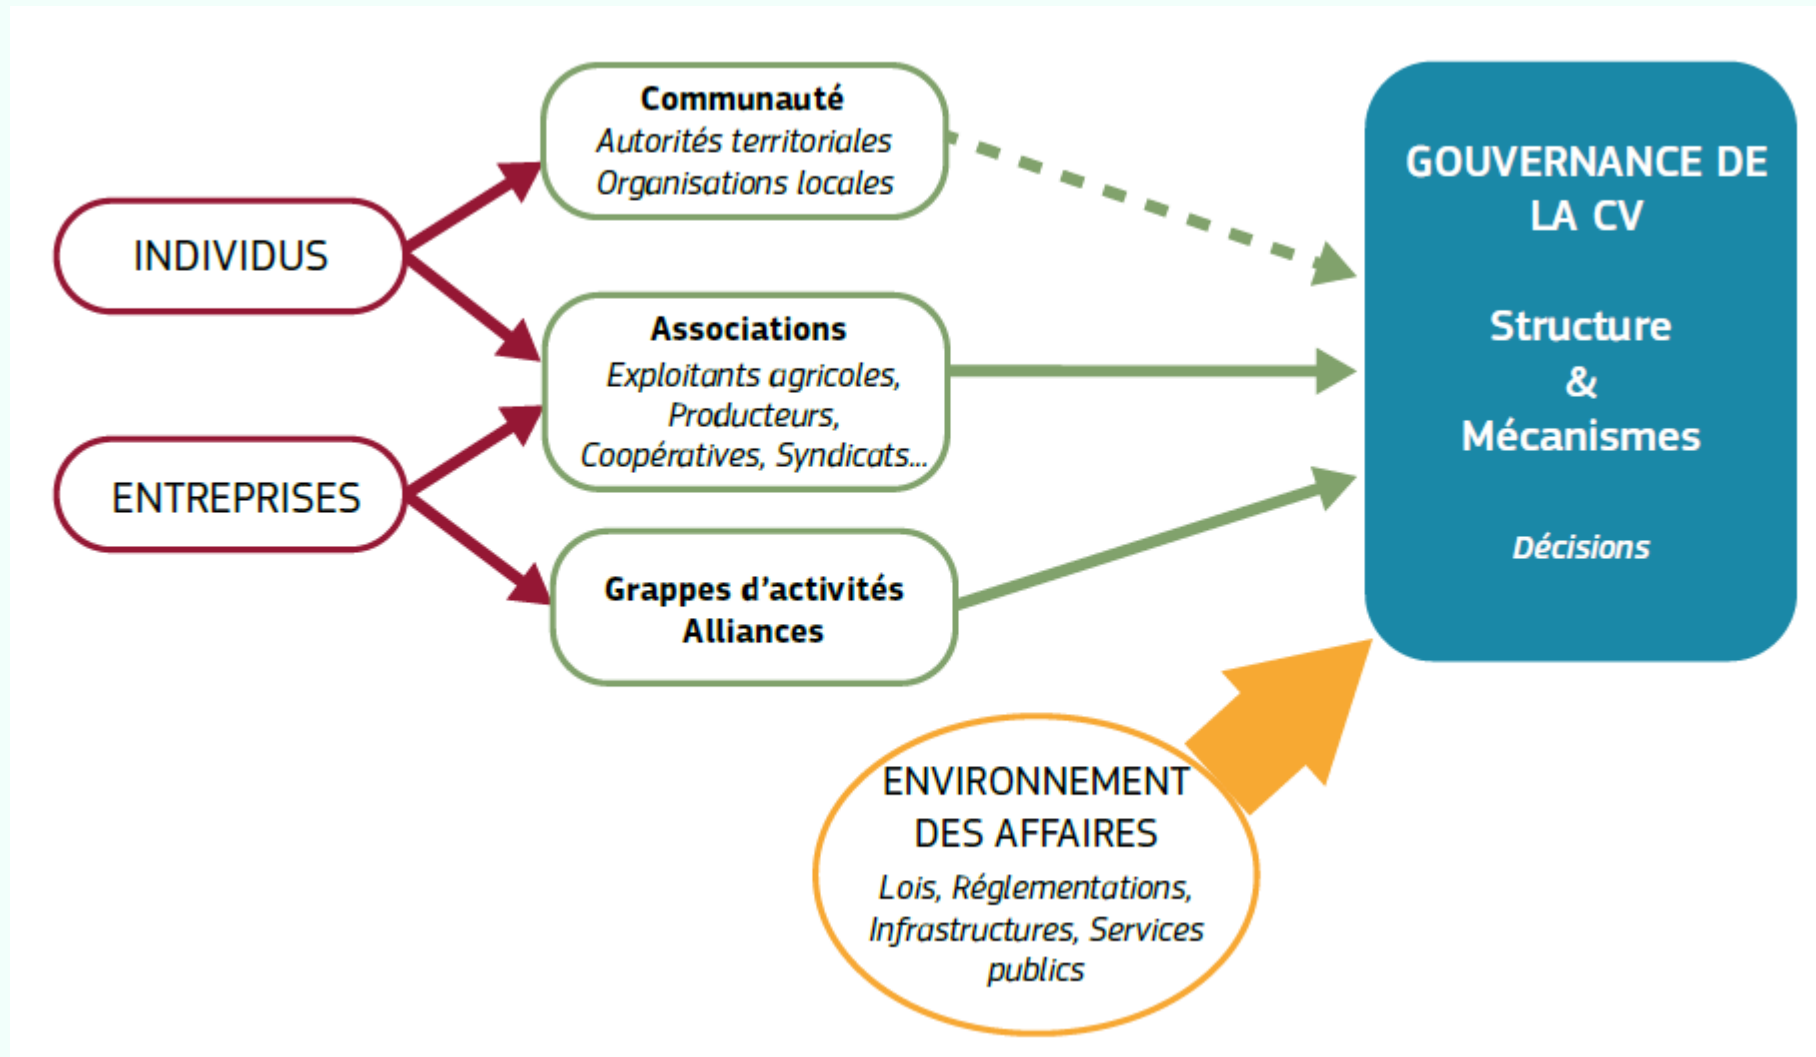 INDIVIDUS
ENTREPRISES
Communauté
Autorités territoriales
Organisations locales
Associations
Exploitants agricoles,
Producteurs,
Coopératives, Syndicats...
Grappes d’activités
Alliances
ENVIRONNEMENT
DES AFFAIRES
Lois, Réglementations,
Infrastructures, Services
publics
GOUVERNANCE DE
LA CV
Structure
&
Mécanismes
Décisions